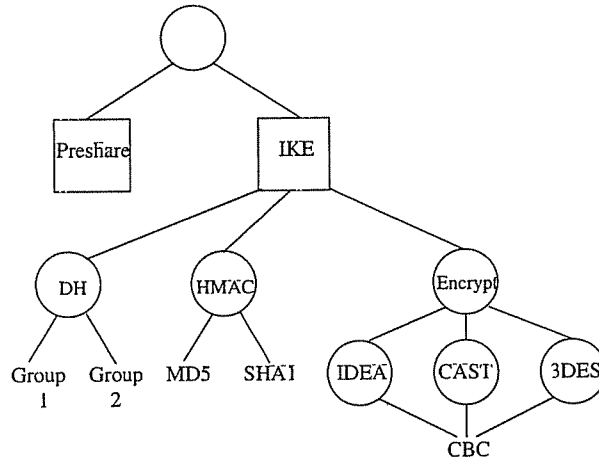 Preshare
IKE
DH
HMAC
Encrypt
Group
1
Group
2
MD5
SHA1
IDEA
CAST
3DES
CBC